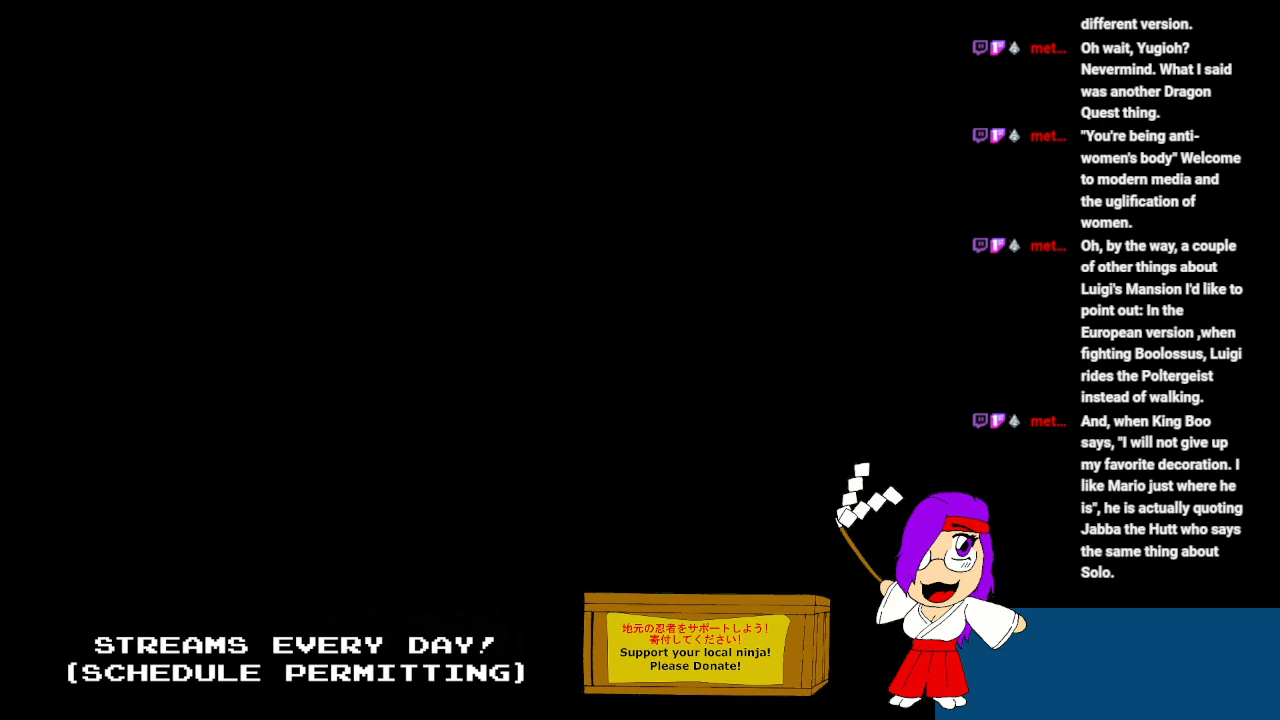 different version.
met... Oh wait, Yugioh?
Nevermind. What I said
was another Dragon
Quest thing.
met... "You're being anti-
women's body" Welcome
to modern media and
the uglification of
women.
met... Oh, by the way, a couple
of other things about
Luigi's Mansion I'd like to
point out: In the
European version ,when
fighting Boolossus, Luigi
rides the Poltergeist
instead of walking.
met... And, when King Boo
says, "I will not give up
my favorite decoration. I
like Mario just where he
is", he is actually quoting
Jabba the Hutt who says
the same thing about
Solo.
STREAMS EVERY DAY!
(SCHEDULE PERMITTING)
地元の忍者をサポートしよう!
寄付してください!
Support your local ninja!
Please Donate!